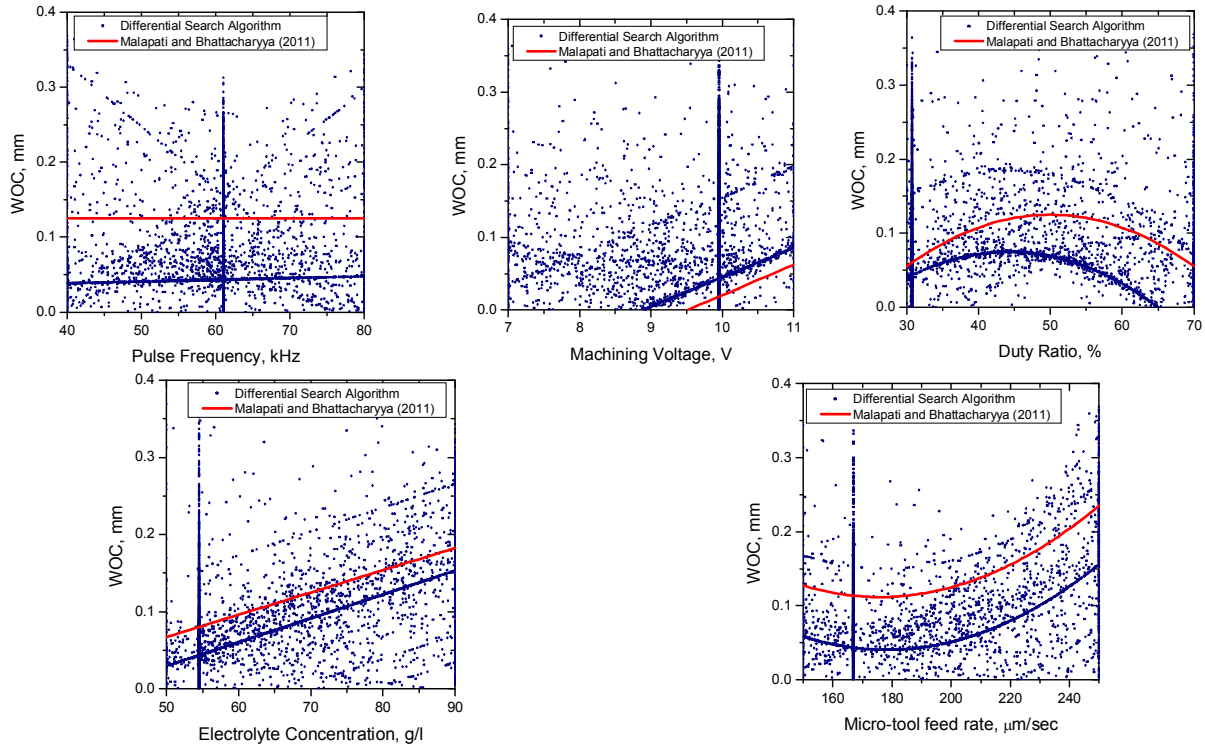 0.4
0.3
0.2
0.1
0.0
WOC, mm
Differential Search Algorithm
Malapati and Bhattacharyya (2011)
40 50 60 70 80
Pulse Frequency, kHz
0.4
0.3
0.2
0.1
0.0
WOC, mm
Differential Search Algorithm
Malapati and Bhattacharyya (2011)
7 8 9 10 11
Machining Voltage, V
0.4
0.3
0.2
0.1
0.0
WOC, mm
Differential Search Algorithm
Malapati and Bhattacharyya (2011)
30 40 50 60 70
Duty Ratio, %
0.4
0.3
0.2
0.1
0.0
WOC, mm
Differential Search Algorithm
Malapati and Bhattacharyya (2011)
50 60 70 80 90
Electrolyte Concentration, g/l
0.4
0.3
0.2
0.1
0.0
WOC, mm
Differential Search Algorithm
Malapati and Bhattacharyya (2011)
160 180 200 220 240
Micro-tool feed rate, μm/sec